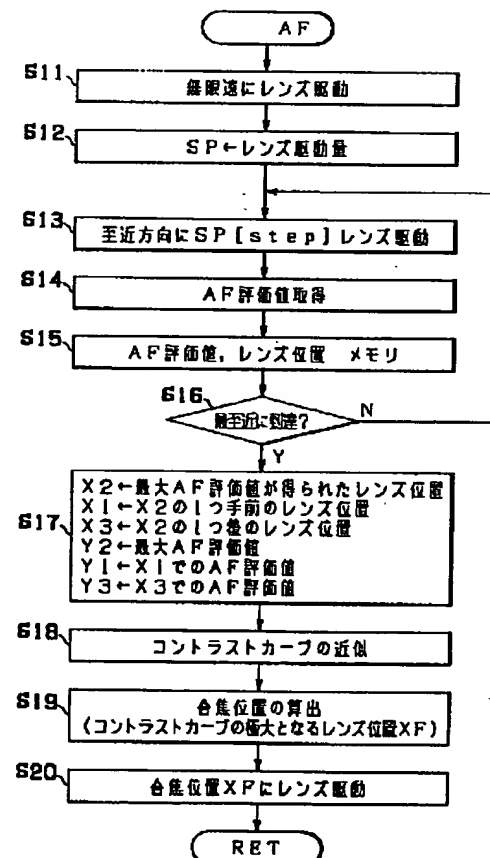 AF
S11
無限遠にレンズ駆動
S12
SP←レンズ駆動量
S13
至近方向にSP[step]レンズ駆動
S14
AF評価値取得
S15
AF評価値，レンズ位置 メモリ
S16
最至近に到達？
N
Y
S17
X2←最大AF評価値が得られたレンズ位置
X1←X2の1つ手前のレンズ位置
X3←X2の1つ後のレンズ位置
Y2←最大AF評価値
Y1←X1でのAF評価値
Y3←X3でのAF評価値
S18
コントラストカーブの近似
S19
合焦位置の算出
(コントラストカーブの極大となるレンズ位置XF)
S20
合焦位置XFにレンズ駆動
RET